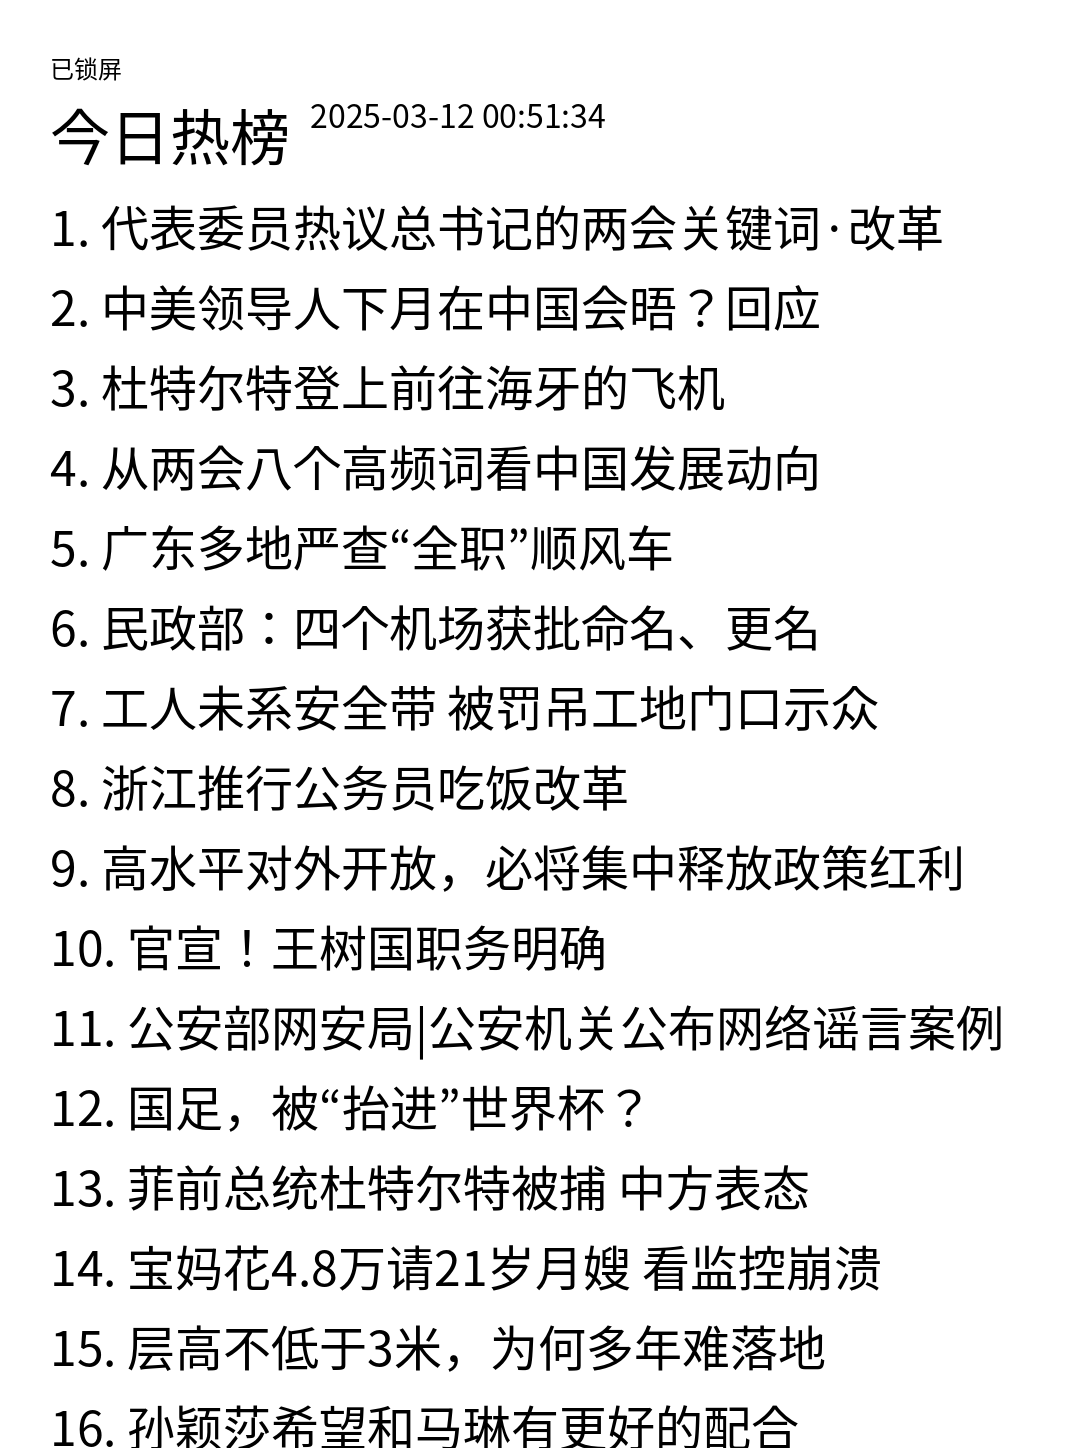 已锁屏
今日热榜 2025-03-12 00:51:34
1. 代表委员热议总书记的两会关键词·改革
2. 中美领导人下月在中国会晤？回应
3. 杜特尔特登上前往海牙的飞机
4. 从两会八个高频词看中国发展动向
5. 广东多地严查“全职”顺风车
6. 民政部：四个机场获批命名、更名
7. 工人未系安全带 被罚吊工地门口示众
8. 浙江推行公务员吃饭改革
9. 高水平对外开放，必将集中释放政策红利
10. 官宣！王树国职务明确
11. 公安部网安局|公安机关公布网络谣言案例
12. 国足，被“抬进”世界杯？
13. 菲前总统杜特尔特被捕 中方表态
14. 宝妈花4.8万请21岁月嫂 看监控崩溃
15. 层高不低于3米，为何多年难落地
16. 孙颖莎希望和马琳有更好的配合